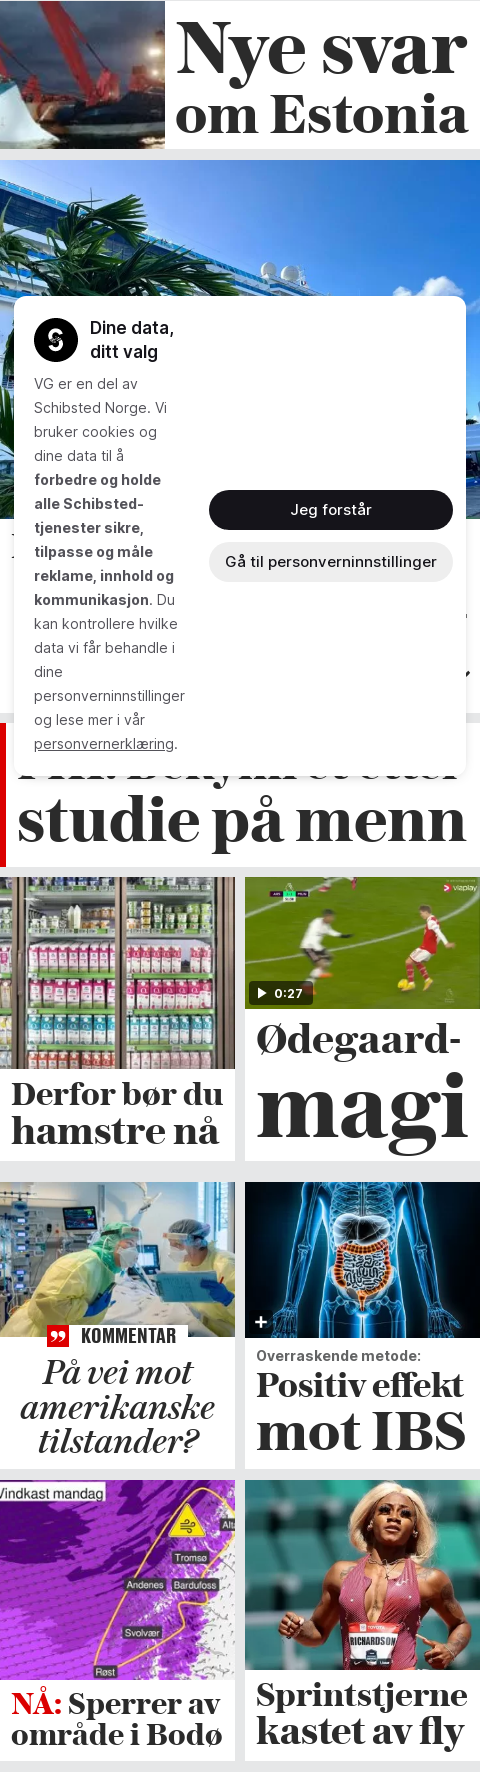 Nye svar
om Estonia
Dine data,
ditt valg
VG er en del av
Schibsted Norge. Vi
bruker cookies og
dine data til å
forbedre og holde
alle Schibsted-
tjenester sikre,
tilpasse og måle
reklame, innhold og
kommunikasjon. Du
kan kontrollere hvilke
data vi får behandle i
dine
personverninnstillinger
og lese mer i vår
personvernerklæring.
Jeg forstår
Gå til personverninnstillinger
studie på menn
viaplay
0:27
Derfor bør du
hamstre nå
Ødegaard-
magi
KOMMENTAR
På vei mot
amerikanske
tilstander?
Overraskende metode:
Positiv effekt
mot IBS
Vindkast mandag
Alta
Tromsø
Andenes
Bardufoss
Svolvær
Røst
NÅ: Sperrer av
område i Bodø
TOYOTA
RICHARDSON
Sprintstjerne
kastet av fly